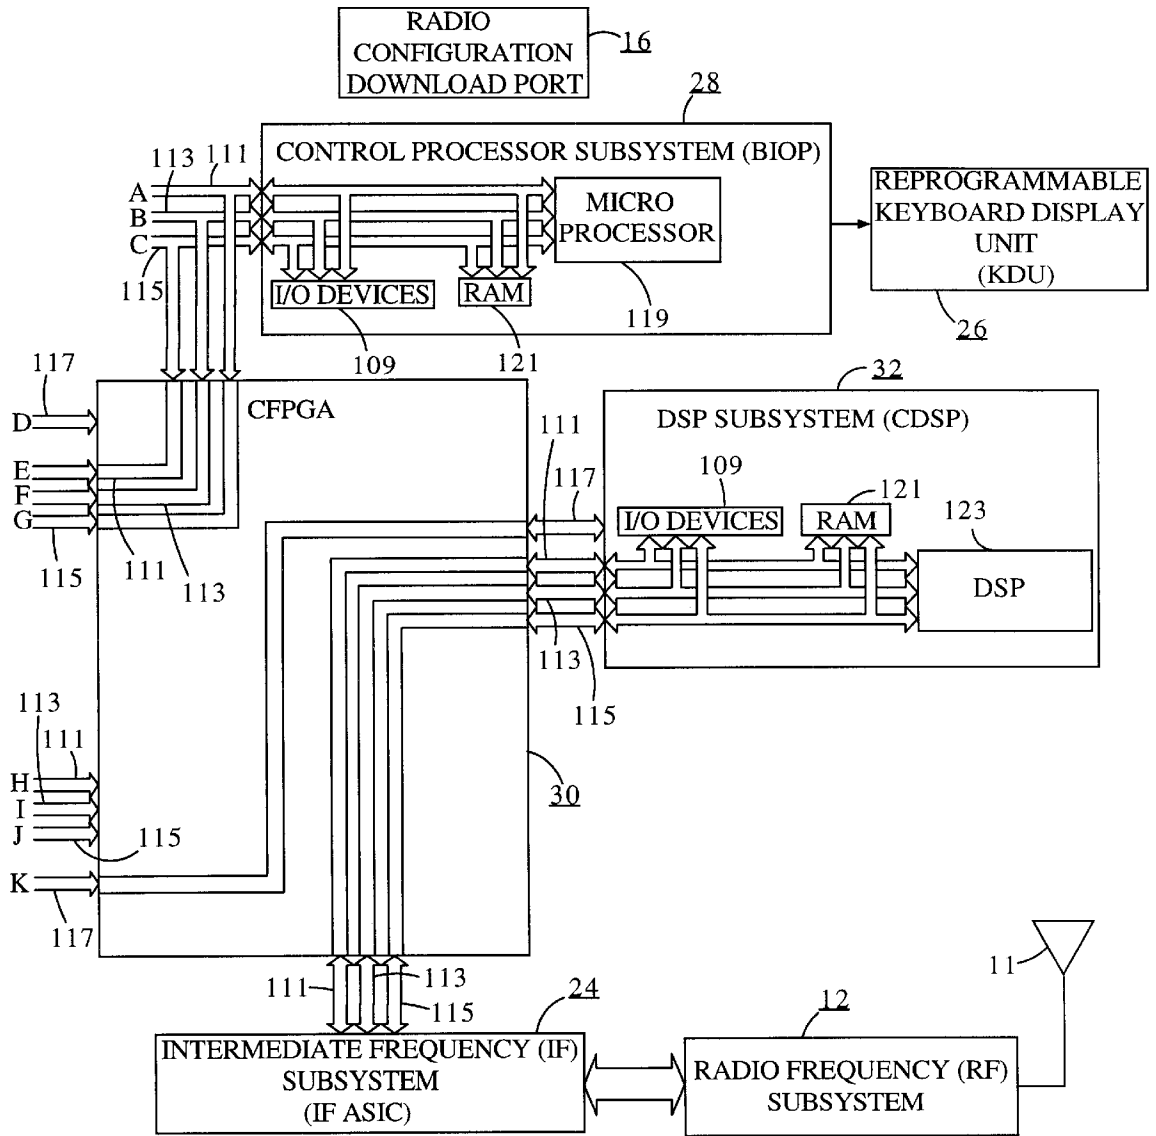 RADIO
CONFIGURATION
DOWNLOAD PORT
16
28
113
111
CONTROL PROCESSOR SUBSYSTEM (BIOP)
A
B
C
115
MICRO
PROCESSOR
I/O DEVICES
RAM
109
121
119
REPROGRAMMABLE
KEYBOARD DISPLAY
UNIT
(KDU)
26
117
D
CFPGA
E
F
G
115
111
113
32
DSP SUBSYSTEM (CDSP)
111
117
109
121
123
I/O DEVICES
RAM
DSP
113
115
113
111
H
I
J
115
K
117
30
111
113
115
24
INTERMEDIATE FREQUENCY (IF)
SUBSYSTEM
(IF ASIC)
12
RADIO FREQUENCY (RF)
SUBSYSTEM
11